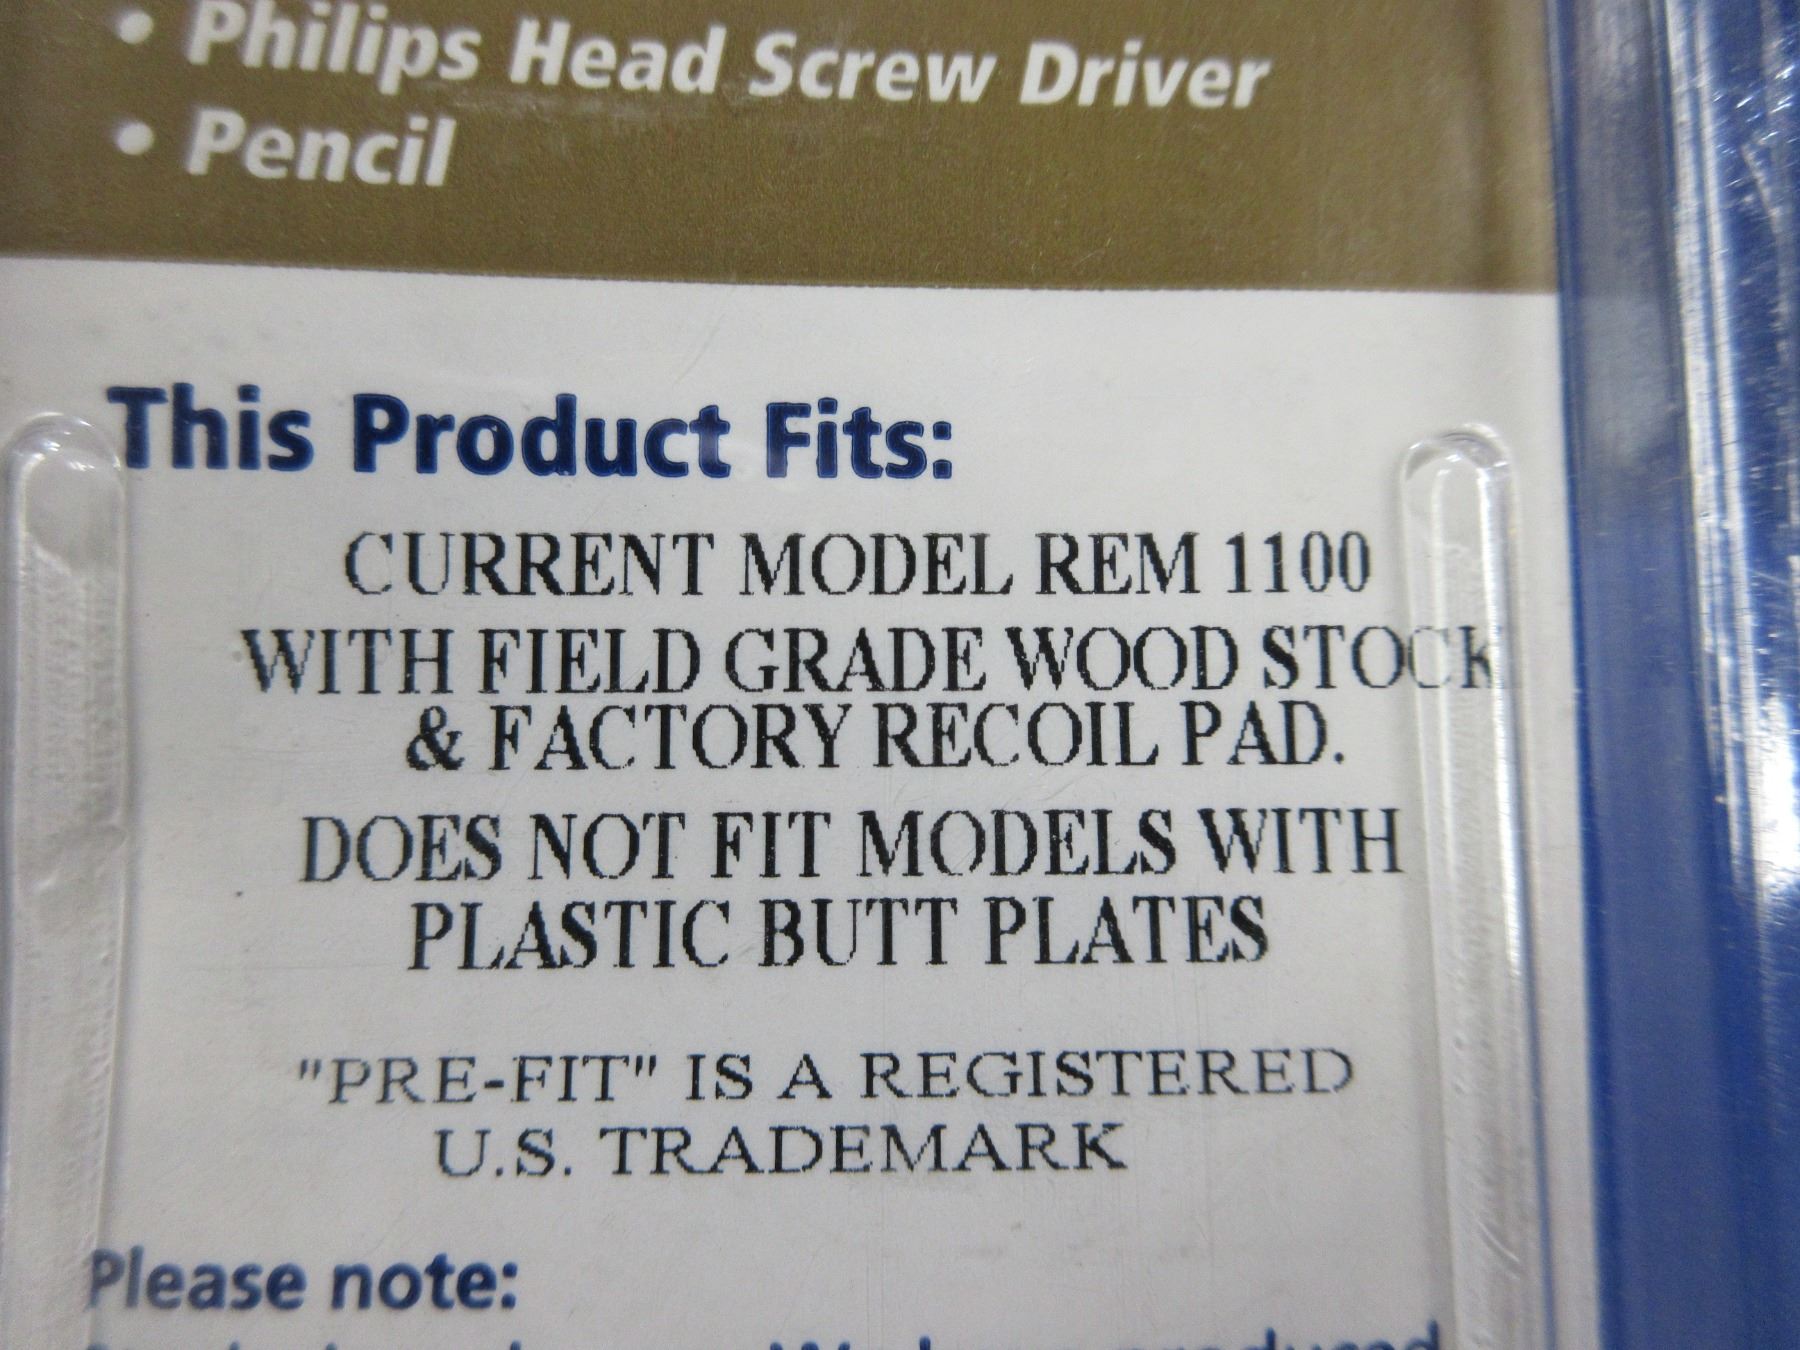 • Philips Head Screw Driver
• Pencil
This Product Fits:
CURRENT MODEL REM 1100
WITH FIELD GRADE WOOD STOCK
& FACTORY RECOIL PAD.
DOES NOT FIT MODELS WITH
PLASTIC BUTT PLATES
"PRE-FIT" IS A REGISTERED
U.S. TRADEMARK
Please note:
produced